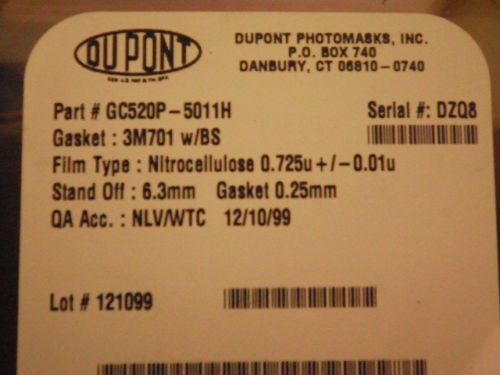 DUPONT
DUPONT PHOTOMASKS, INC.
P.O. BOX 740
DANBURY, CT 06810-0740
Part # GC520P-5011H
Serial #: DZQ8
Gasket : 3M701 w/BS
Film Type : Nitrocellulose 0.725u+/-0.01u
Stand Off : 6.3mm Gasket 0.25mm
QA Acc. : NLV/WTC 12/10/99
Lot # 121099